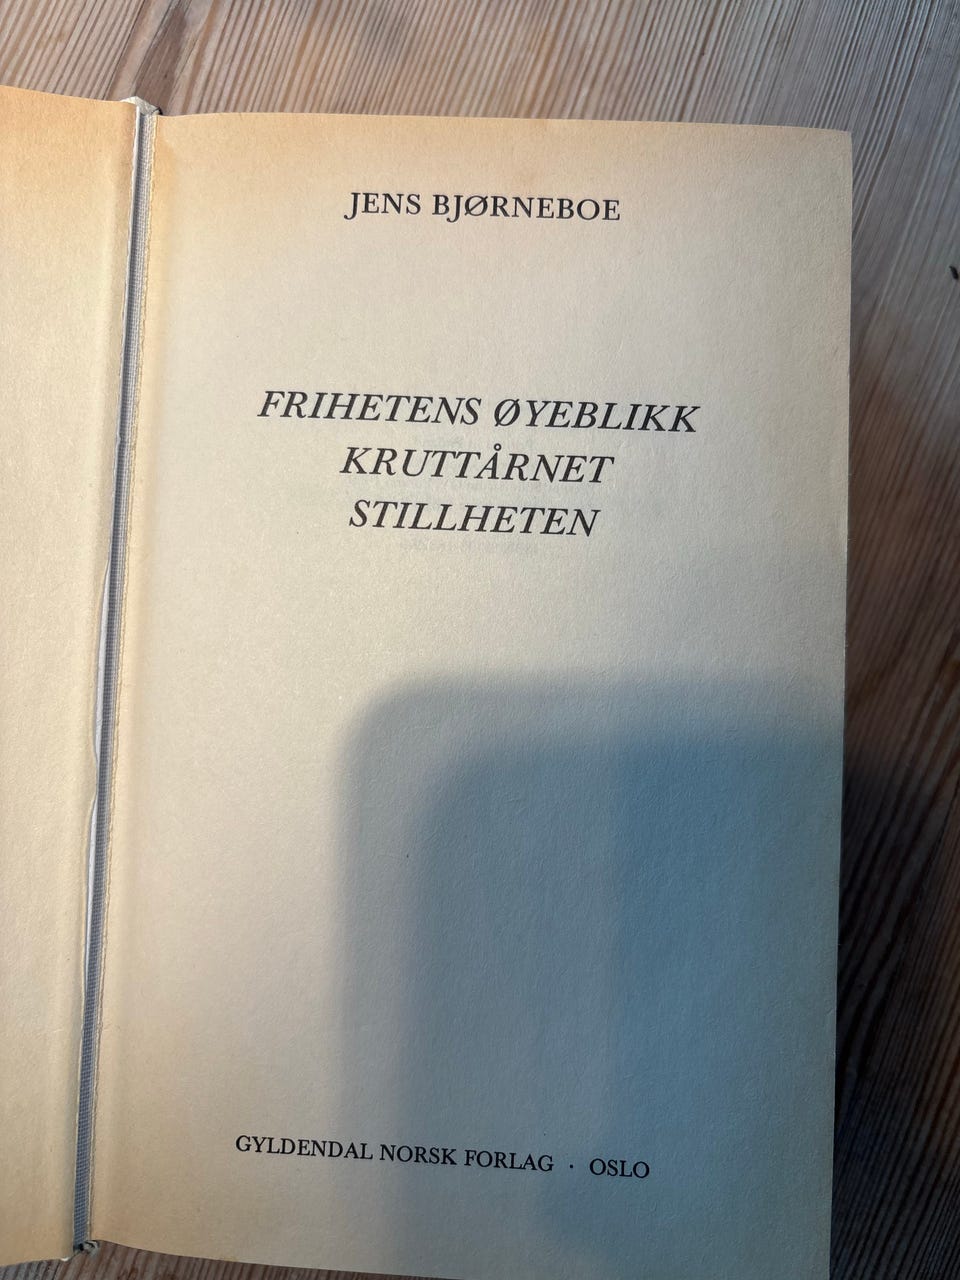 JENS BJØRNEBOE
FRIHETENS ØYEBLIKK
KRUTTÅRNET
STILLHETEN
GYLDENDAL NORSK FORLAG · OSLO